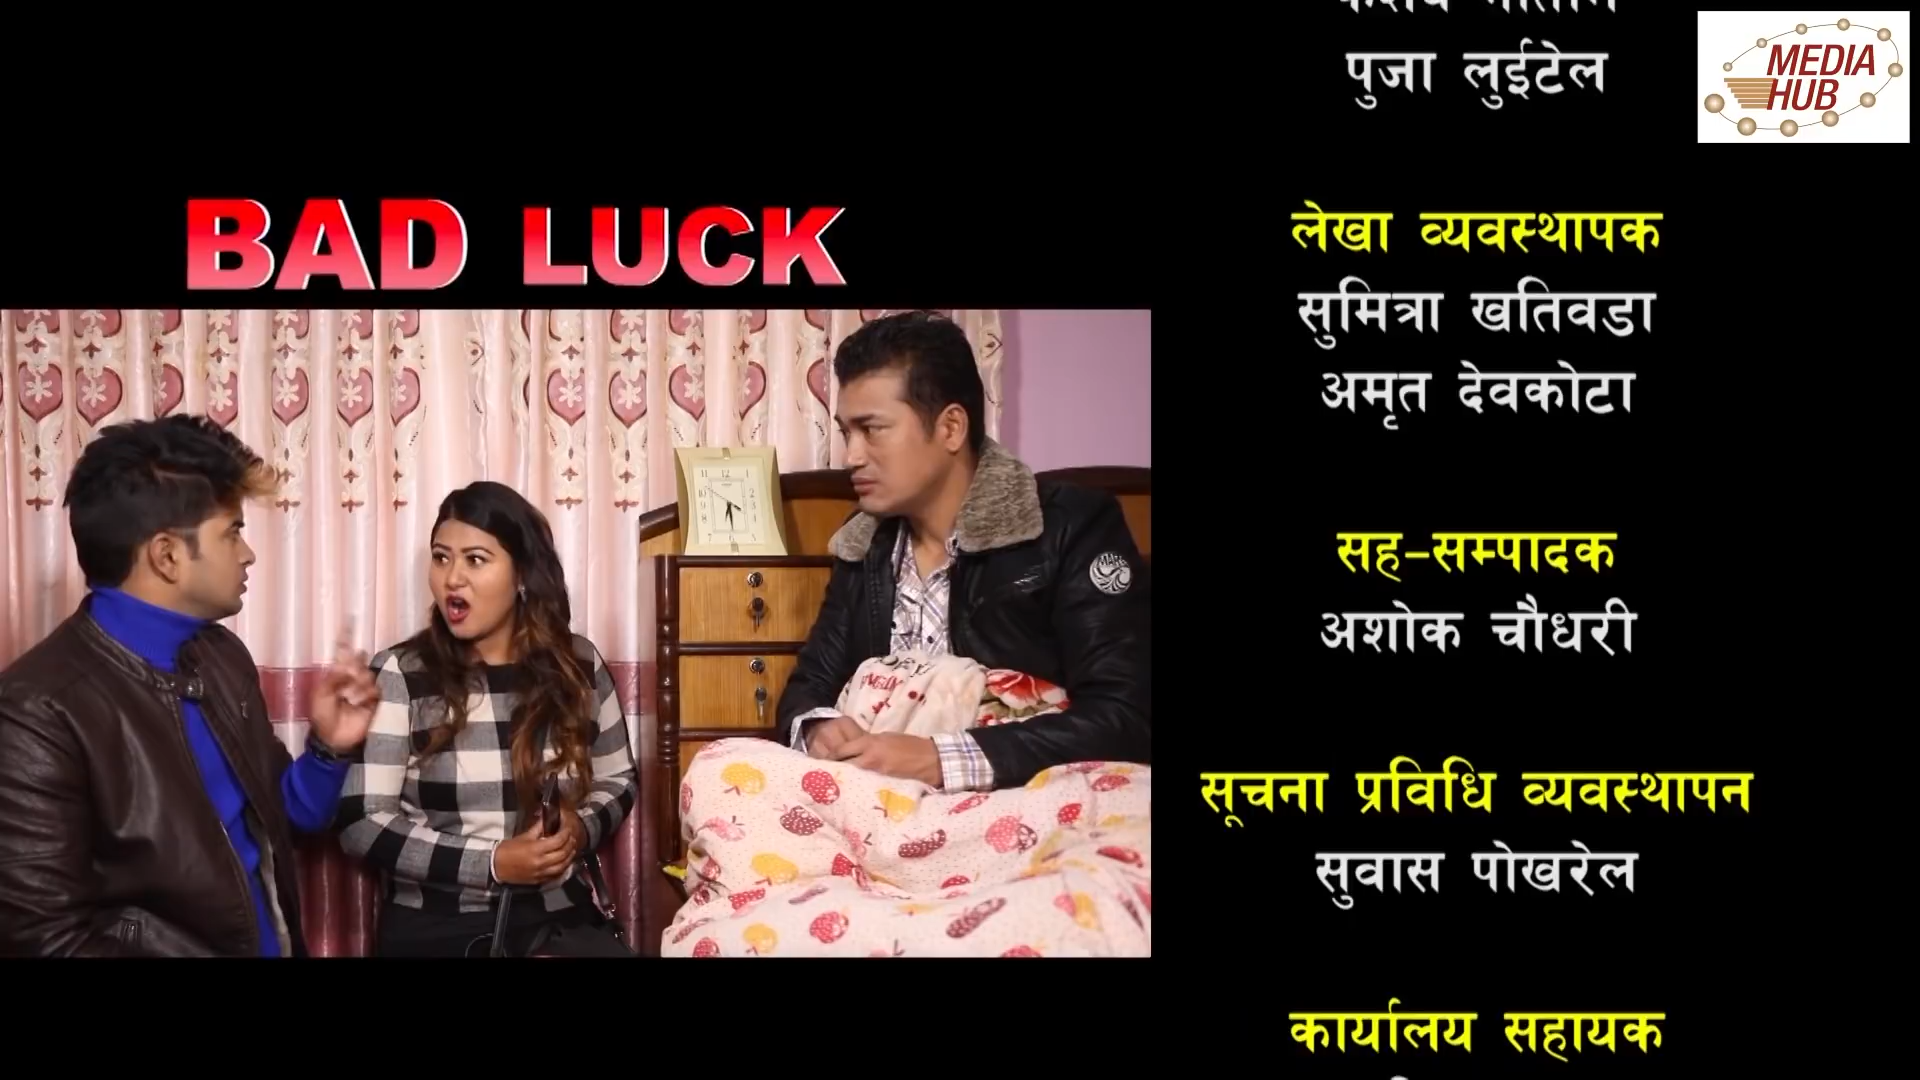 पुजा लुईटेल
MEDIA
HUB
BAD LUCK
लेखा व्यवस्थापक
सुमित्रा खतिवडा
अमृत देवकोटा
सह-सम्पादक
अशोक चौधरी
सूचना प्रविधि व्यवस्थापन
सुवास पोखरेल
कार्यालय सहायक